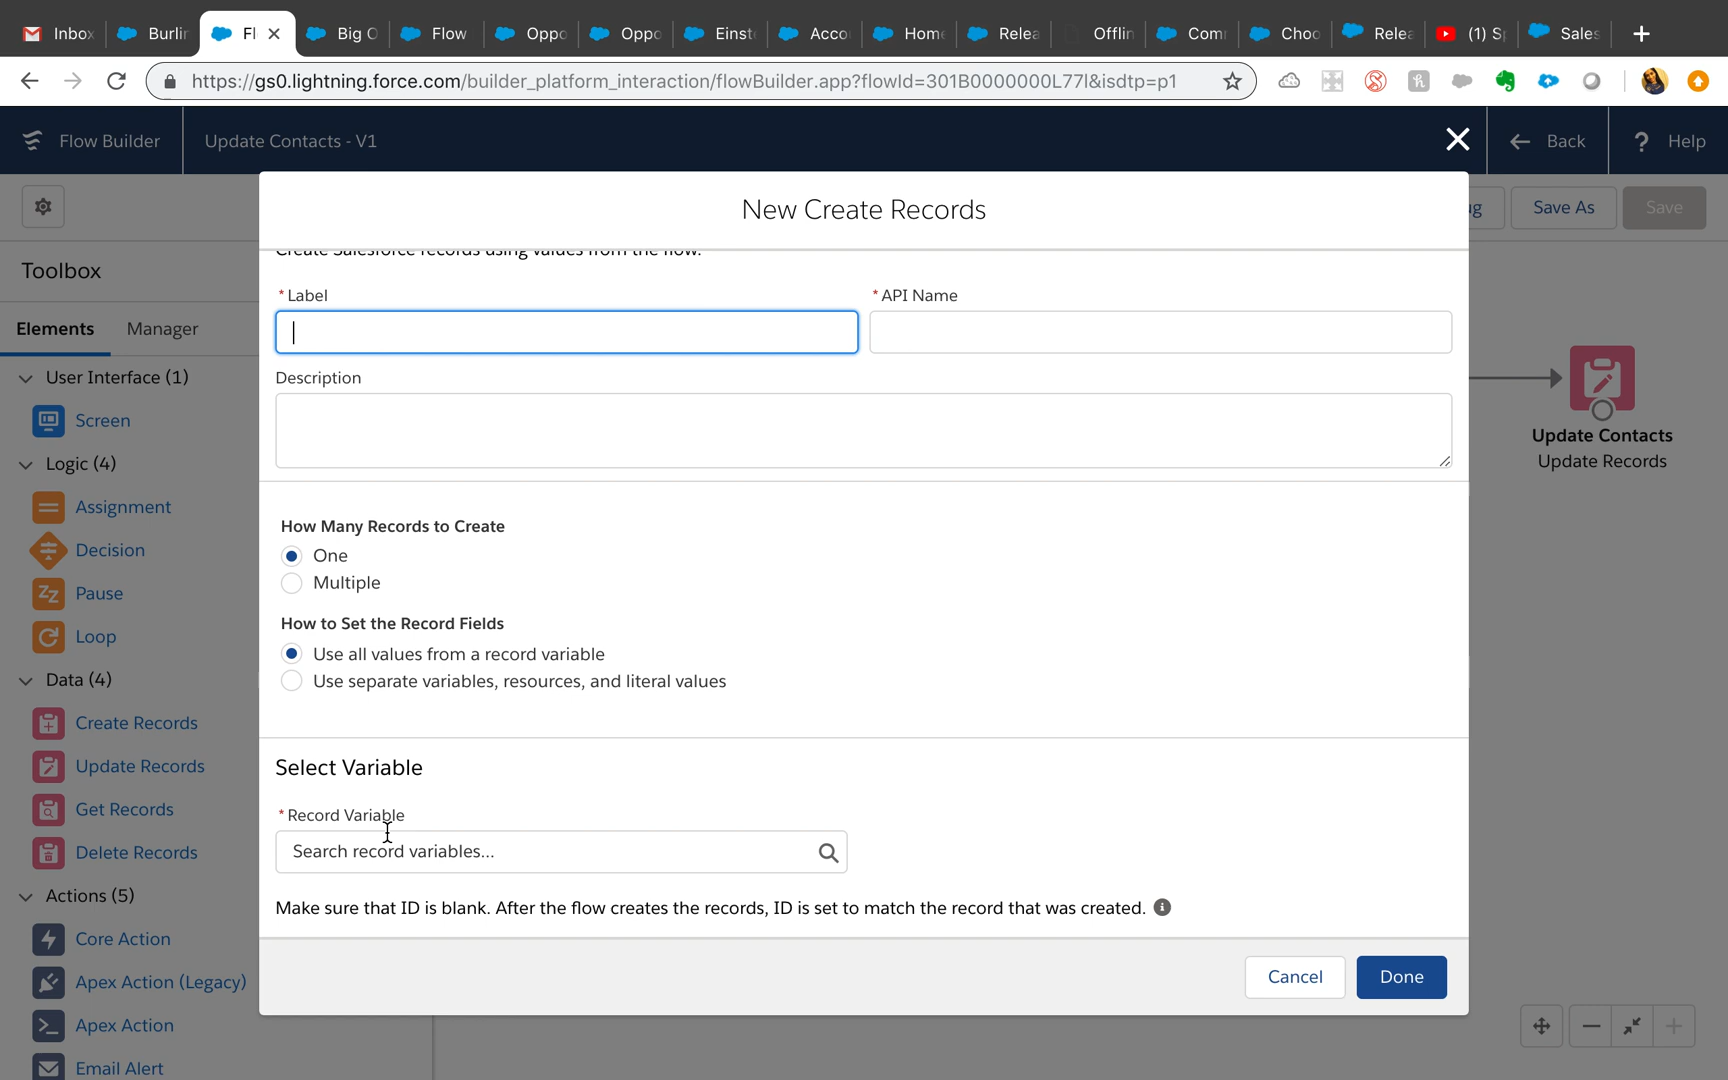 Inbox
Burlin
Fl
Big O
Flow
Oppo
Oppo
Einst
Acco
Home
Relea
Offlin
Com
Choo
Relea
(1) Sp
Sales
https://gs0.lightning.force.com/builder_platform_interaction/flowBuilder.app?flowId=301B0000000L77l&isdtp=p1
Flow Builder
Update Contacts - V1
Back
? Help
New Create Records
ug
Save As
Save
Toolbox
Create Salesforce records using values from the flow.
Elements
Manager
* Label
* API Name
Description
User Interface (1)
Screen
Logic (4)
Assignment
Decision
Pause
Loop
Data (4)
Create Records
Update Records
Get Records
Delete Records
Actions (5)
Core Action
Apex Action (Legacy)
Apex Action
Email Alert
How Many Records to Create
One
Multiple
How to Set the Record Fields
Use all values from a record variable
Use separate variables, resources, and literal values
Select Variable
* Record Variable
Search record variables...
Make sure that ID is blank. After the flow creates the records, ID is set to match the record that was created.
Cancel
Done
Update Contacts
Update Records